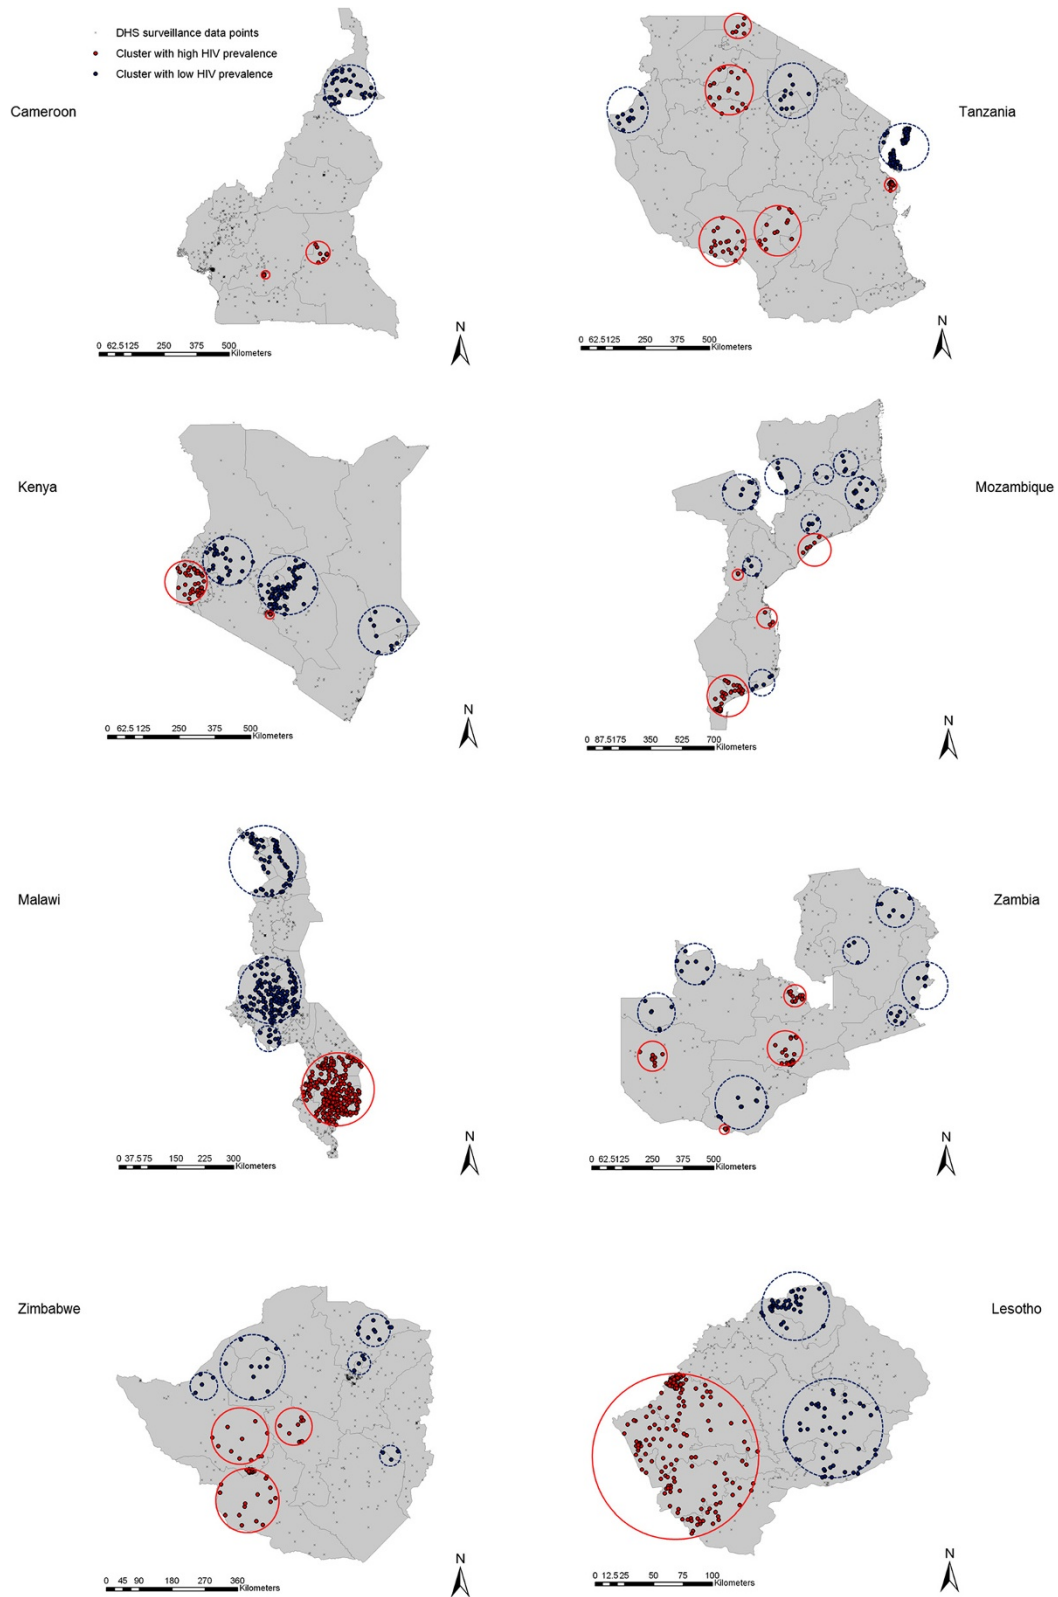 DHS surveillance data points
Cluster with high HIV prevalence
Cluster with low HIV prevalence
Cameroon
N
0 62.5125 250 375 500
Kilometers
Tanzania
N
0 62.5125 250 375 500
Kilometers
Kenya
N
0 62.5 125 250 375 500
Kilometers
Mozambique
N
0 87.5175 350 525 700
Kilometers
Malawi
N
0 37.575 150 225 300
Kilometers
Zambia
N
0 62.5125 250 375 500
Kilometers
Zimbabwe
N
0 45 90 180 270 360
Kilometers
Lesotho
N
0 12.525 50 75 100
Kilometers